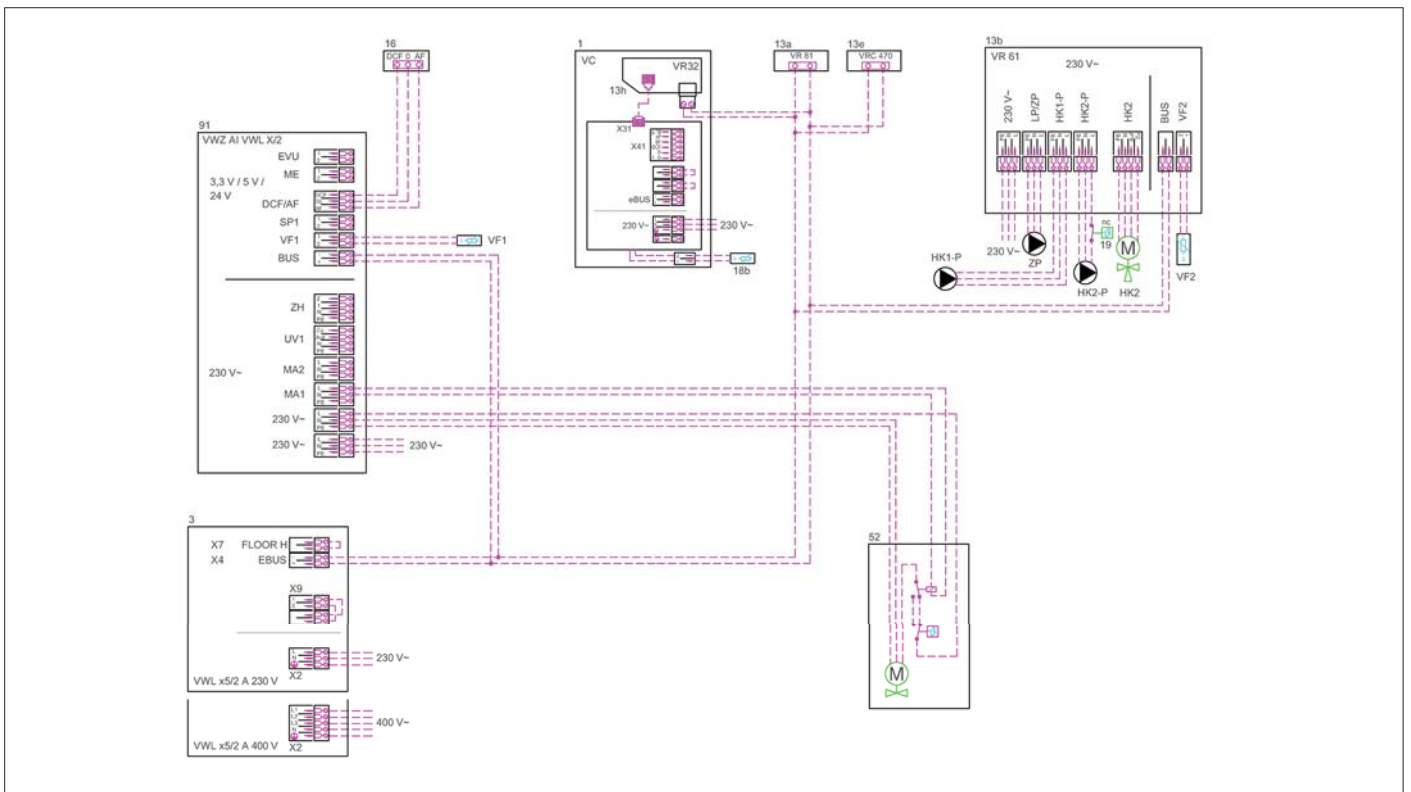 16
DCF 0 AF
91
VWZ AI VWL X/2
EVU
ME
3,3 V / 5 V /
24 V
DCF/AF
SP1
VF1
VF1
BUS
ZH
UV1
230 V~
MA2
MA1
230 V~
230 V~
230 V~
3
X7 FLOOR H
X4 EBUS
X9
X2
230 V~
VWL x5/2 A 230 V
400 V~
VWL x5/2 A 400 V
X2
L1
L2
L3
N
1
VC
VR32
13h
X31
X41
eBUS
230 V~
230 V~
18b
13a
VR 81
13e
VRC 470
13b
VR 61
230 V~
230 V~
LP/ZP
HK1-P
HK2-P
HK2
BUS
VF2
230 V~
ZP
nc
19
M
HK1-P
HK2-P
HK2
VF2
52
M